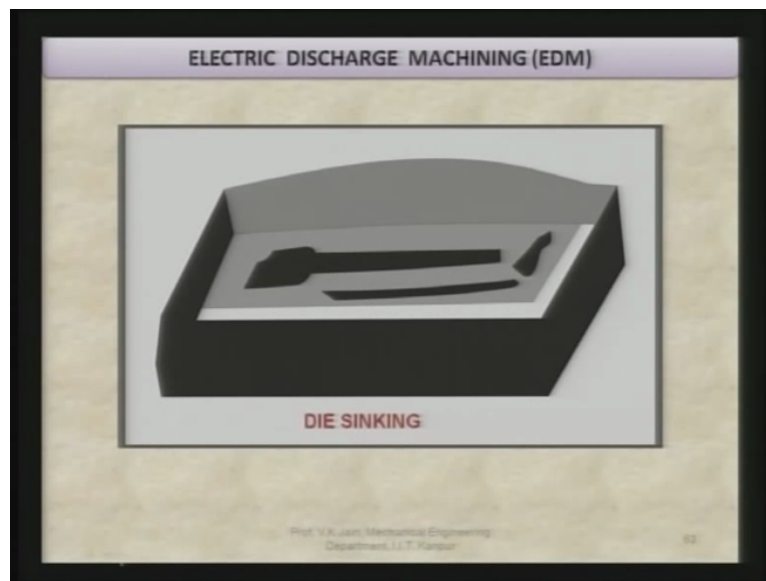 ELECTRIC DISCHARGE MACHINING (EDM)
DIE SINKING
Prof. V.K.Jain, Mechanical Engineering
Department, I.I.T. Kanpur